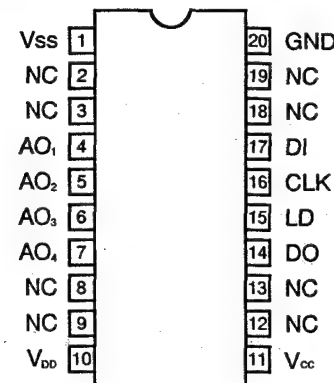 Vss 1 20 GND
NC 2 19 NC
NC 3 18 NC
AO₁ 4 17 DI
AO₂ 5 16 CLK
AO₃ 6 15 LD
AO₄ 7 14 DO
NC 8 13 NC
NC 9 12 NC
V_DD 10 11 Vcc